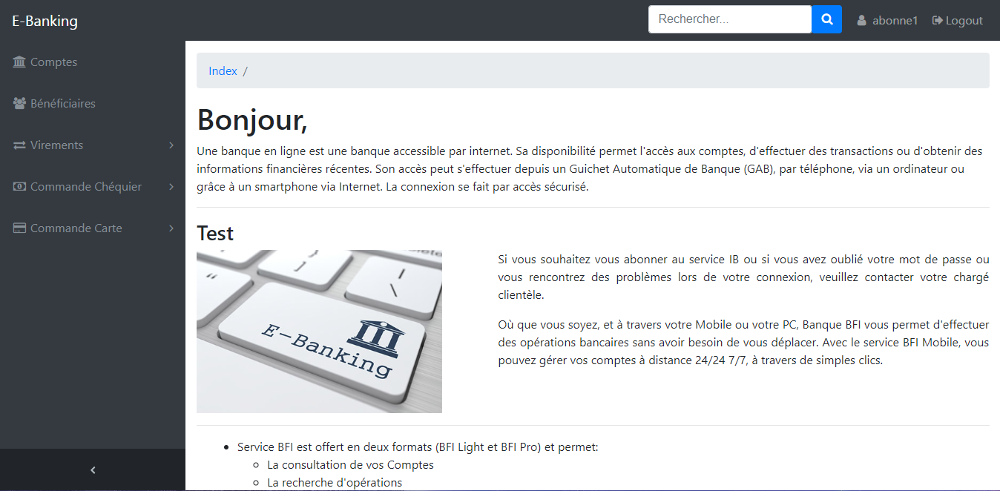 E-Banking
Rechercher...
abonne1
Logout
Comptes
Bénéficiaires
Virements
Commande Chéquier
Commande Carte
Index /
Bonjour,
Une banque en ligne est une banque accessible par internet. Sa disponibilité permet l'accès aux comptes, d'effectuer des transactions ou d'obtenir des
informations financières récentes. Son accès peut s'effectuer depuis un Guichet Automatique de Banque (GAB), par téléphone, via un ordinateur ou
grâce à un smartphone via Internet. La connexion se fait par accès sécurisé.
Test
E-Banking
Si vous souhaitez vous abonner au service IB ou si vous avez oublié votre mot de passe ou
vous rencontrez des problèmes lors de votre connexion, veuillez contacter votre chargé
clientèle.
Où que vous soyez, et à travers votre Mobile ou votre PC, Banque BFI vous permet d'effectuer
des opérations bancaires sans avoir besoin de vous déplacer. Avec le service BFI Mobile, vous
pouvez gérer vos comptes à distance 24/24 7/7, à travers de simples clics.
Service BFI est offert en deux formats (BFI Light et BFI Pro) et permet:
La consultation de vos Comptes
La recherche d'opérations